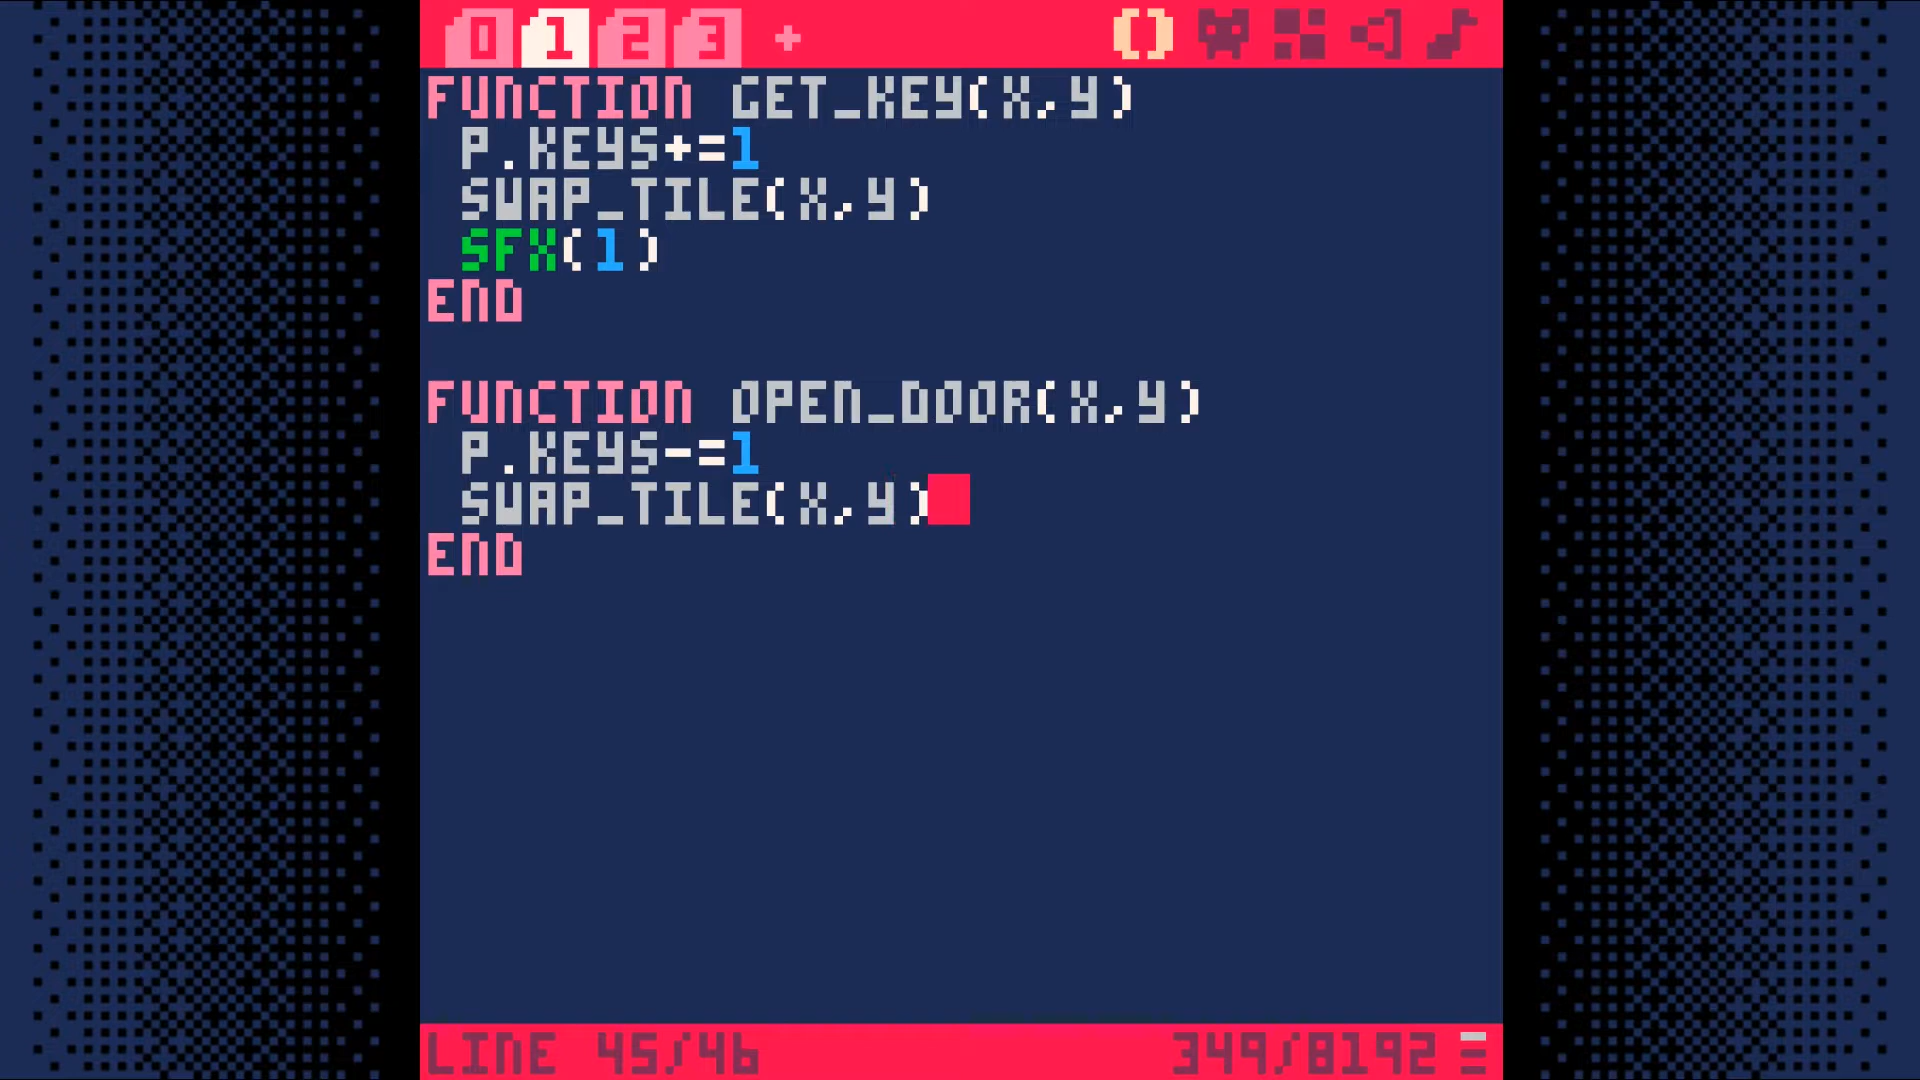 0 1 2 3 +
FUNCTION GET_KEY(X,Y)
P.KEYS+=1
SWAP_TILE(X,Y)
SFX(1)
END
FUNCTION OPEN_DOOR(X,Y)
P.KEYS-=1
SWAP_TILE(X,Y)
END
LINE 45/46 349/8192